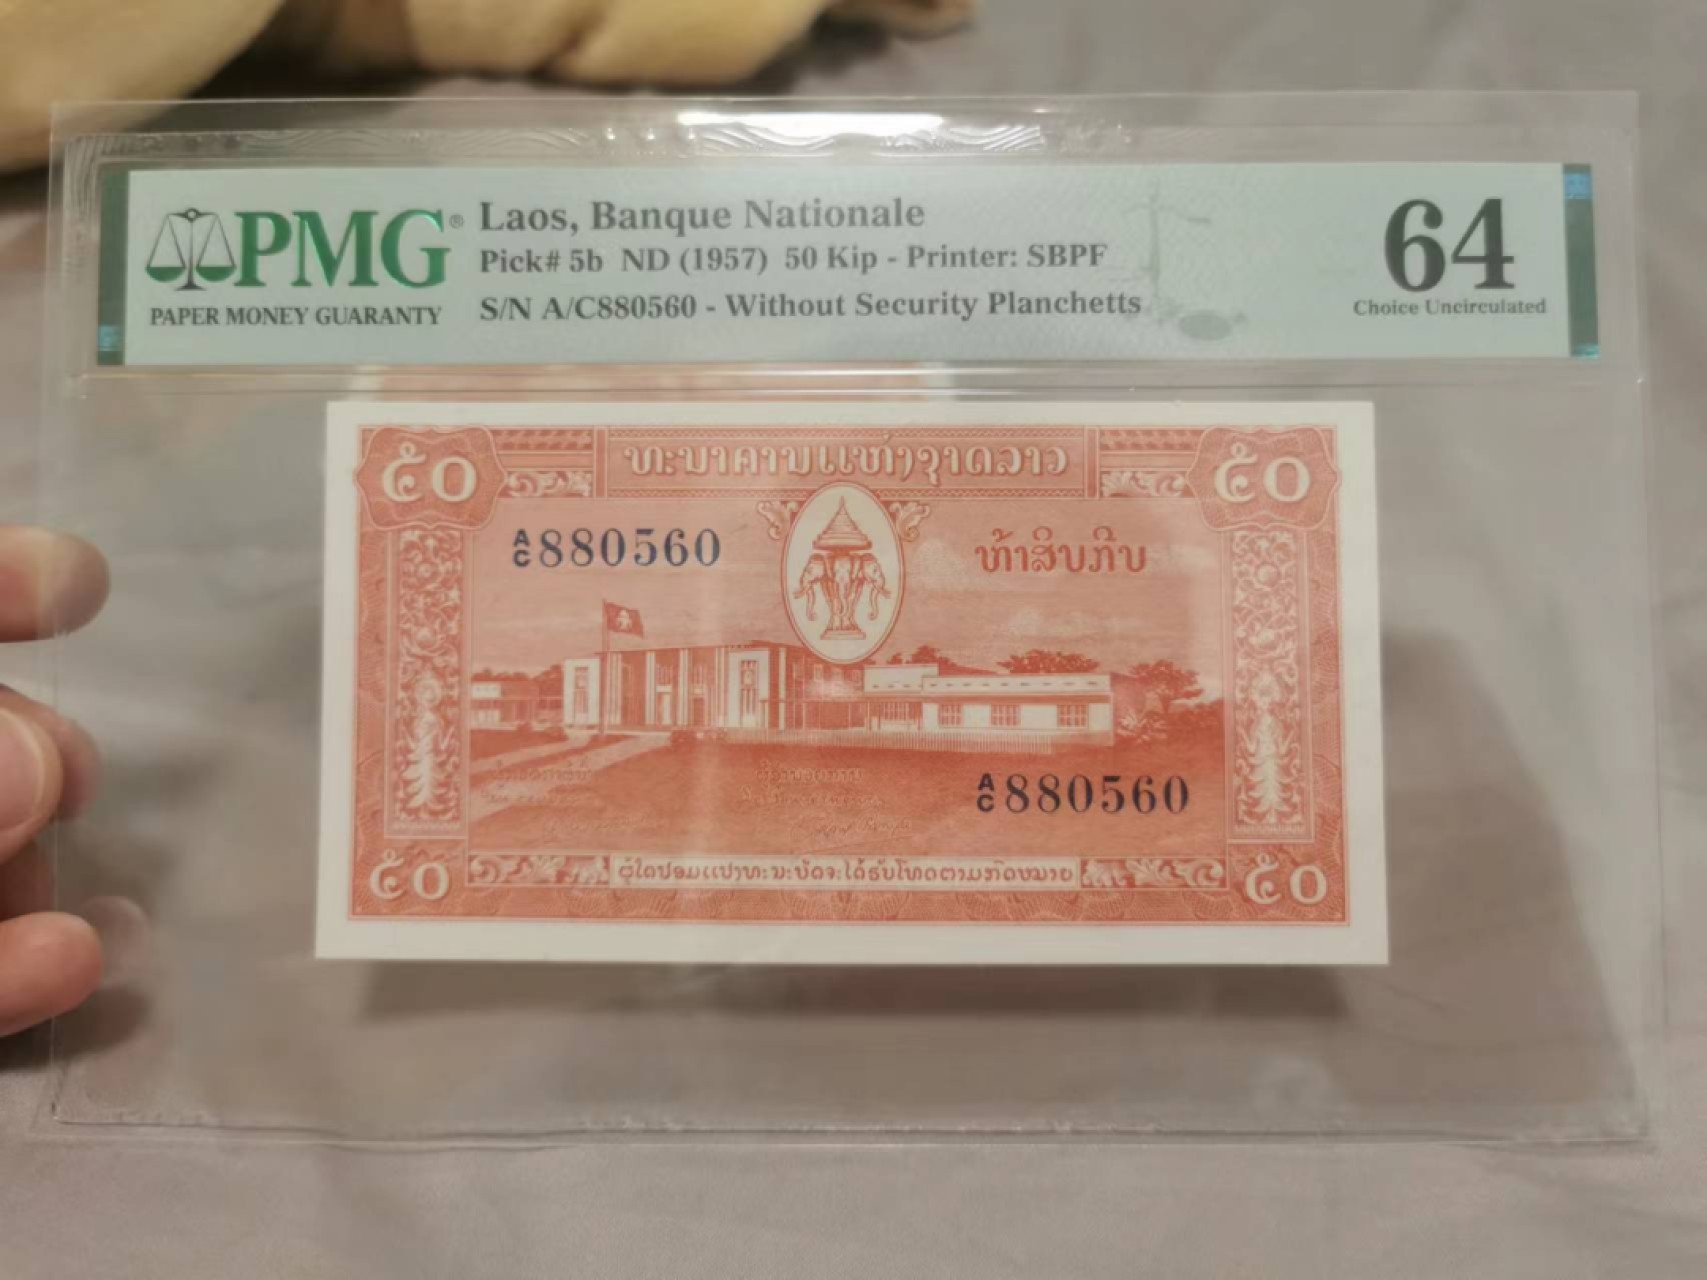 PMG®
PAPER MONEY GUARANTY
Laos, Banque Nationale
Pick# 5b ND (1957) 50 Kip - Printer: SBPF
S/N A/C880560 - Without Security Planchetts
64
Choice Uncirculated
໕໐ ທະນາຄານແຫ່ງຊາດລາວ ໕໐
A/C 880560
ຫ້າສິບກີບ
A/C 880560
໕໐ ຜູ້ໃດປອມແປງທະນະບັດຈະໄດ້ຮັບໂທດຕາມກົດຫມາຍ ໕໐